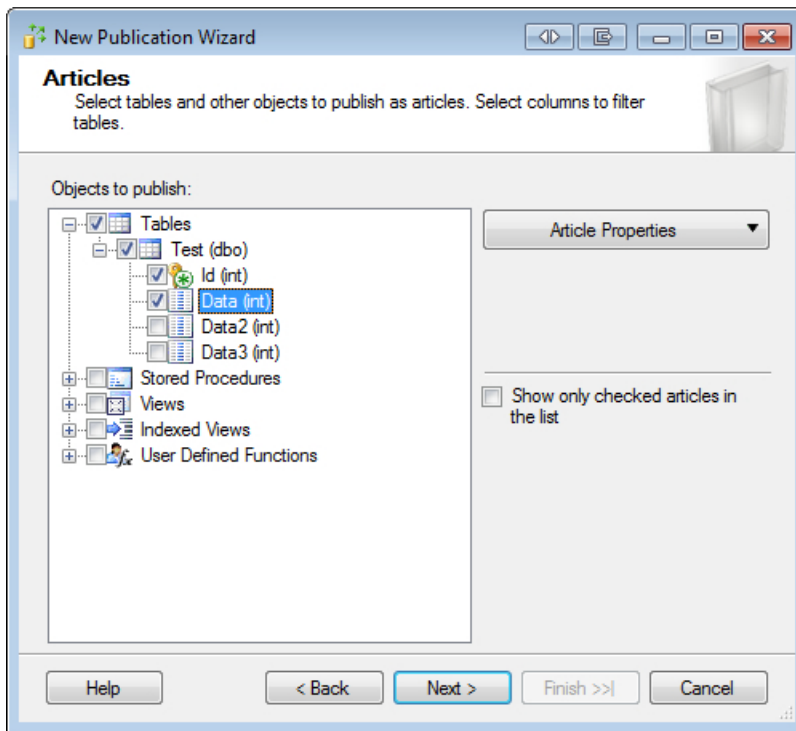 New Publication Wizard
Articles
Select tables and other objects to publish as articles. Select columns to filter
tables.
Objects to publish:
Tables
Test (dbo)
Id (int)
Data (int)
Data2 (int)
Data3 (int)
Stored Procedures
Views
Indexed Views
User Defined Functions
Article Properties
Show only checked articles in
the list
Help
< Back
Next >
Finish >>|
Cancel